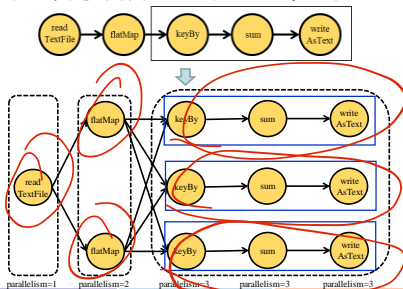 read
TextFile
flatMap
keyBy
sum
write
AsText
flatMap
keyBy
sum
write
AsText
read
TextFile
keyBy
sum
write
AsText
flatMap
keyBy
sum
write
AsText
parallelism=1
parallelism=2
parallelism=3
parallelism=3
parallelism=3